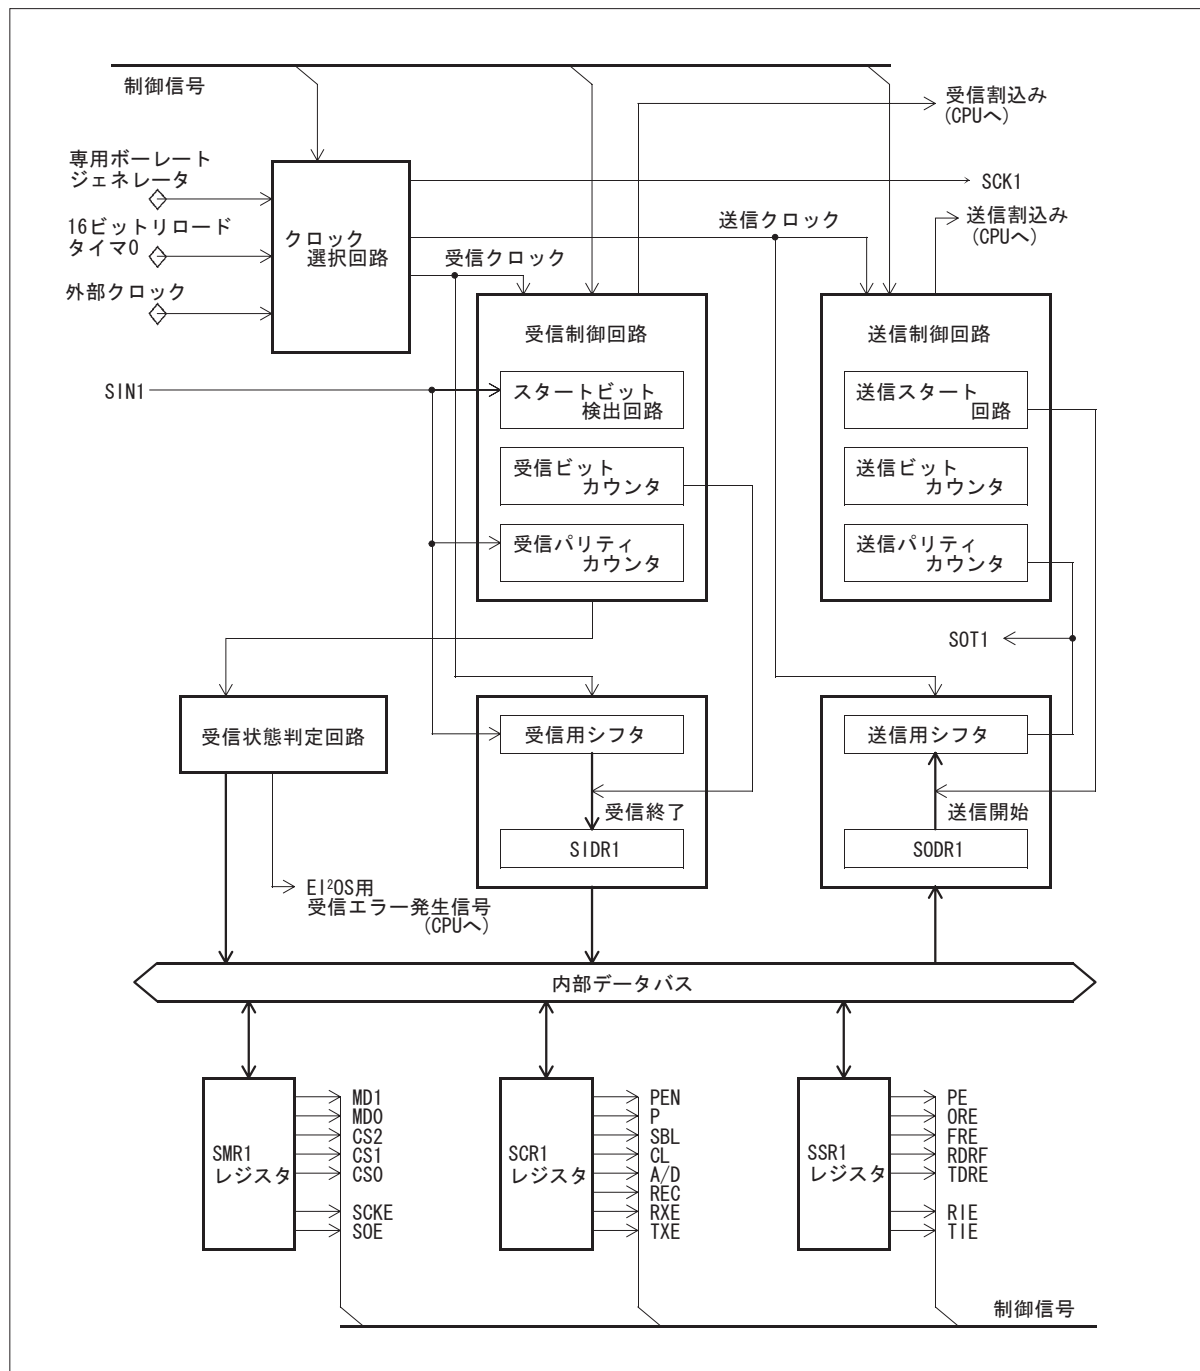 制御信号
受信割込み
(CPUへ)
専用ボーレート
ジェネレータ
SCK1
16ビットリロード
タイマ0
送信クロック
送信割込み
(CPUへ)
クロック
選択回路
受信クロック
外部クロック
受信制御回路
送信制御回路
SIN1
スタートビット
検出回路
送信スタート
回路
受信ビット
カウンタ
送信ビット
カウンタ
受信パリティ
カウンタ
送信パリティ
カウンタ
SOT1
受信状態判定回路
受信用シフタ
送信用シフタ
受信終了
送信開始
SIDR1
SODR1
EI²OS用
受信エラー発生信号
(CPUへ)
内部データバス
SMR1
レジスタ
MD1
MD0
CS2
CS1
CS0
SCKE
SOE
SCR1
レジスタ
PEN
P
SBL
CL
A/D
REC
RXE
TXE
SSR1
レジスタ
PE
ORE
FRE
RDRF
TDRE
RIE
TIE
制御信号